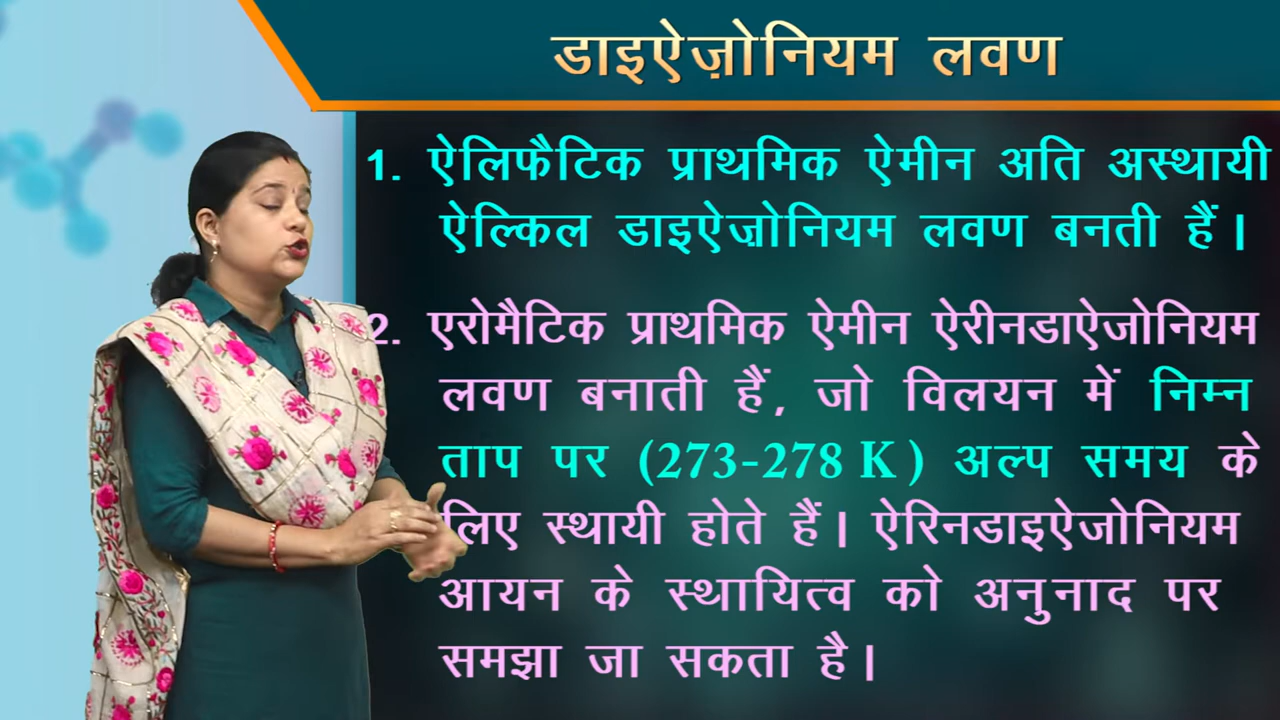 डाइऐज़ोनियम लवण
1. ऐलिफैटिक प्राथमिक ऐमीन अति अस्थायी
ऐल्किल डाइऐज़ोनियम लवण बनती हैं।
2. एरोमैटिक प्राथमिक ऐमीन ऐरीनडाऐजोनियम
लवण बनाती हैं, जो विलयन में निम्न
ताप पर (273-278 K) अल्प समय के
लिए स्थायी होते हैं। ऐरिनडाइऐजोनियम
आयन के स्थायित्व को अनुनाद पर
समझा जा सकता है।